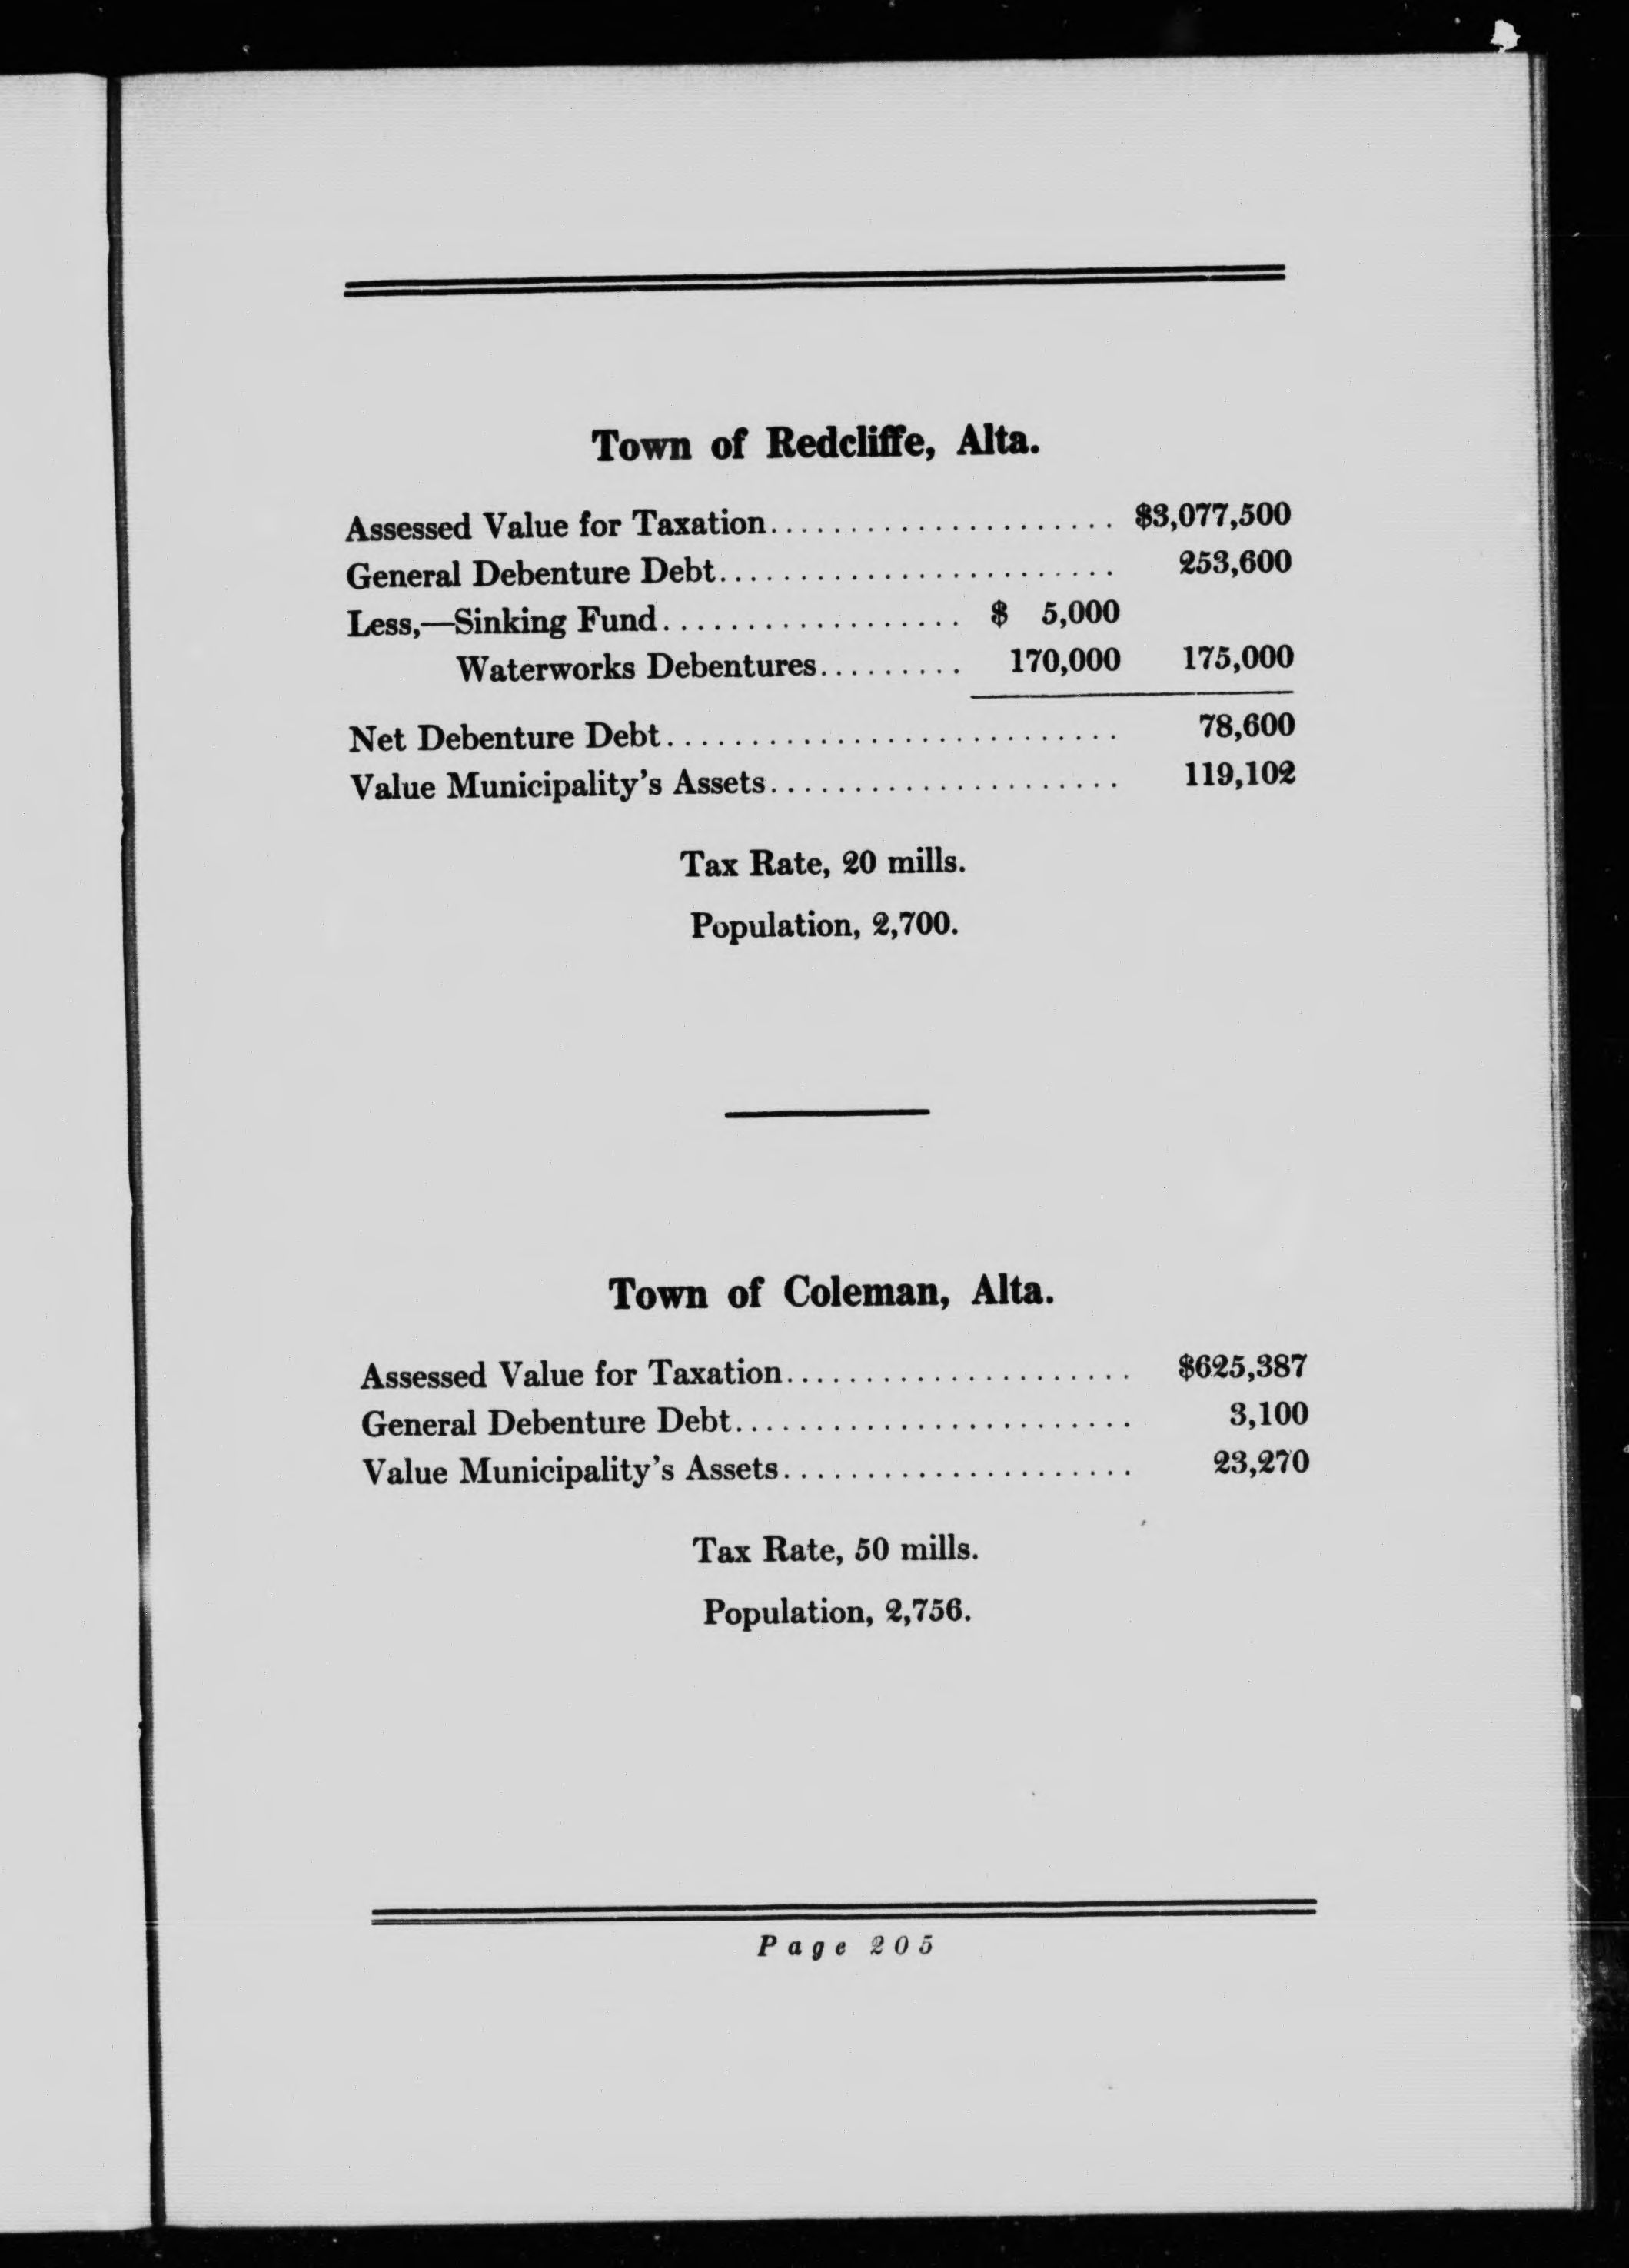 Town of Redcliffe, Alta.
Assessed Value for Taxation...................... $3,077,500
General Debenture Debt......................... 253,600
Less,—Sinking Fund.................. $ 5,000
Waterworks Debentures......... 170,000 175,000
Net Debenture Debt............................ 78,600
Value Municipality's Assets...................... 119,102
Tax Rate, 20 mills.
Population, 2,700.
Town of Coleman, Alta.
Assessed Value for Taxation...................... $625,387
General Debenture Debt......................... 3,100
Value Municipality's Assets...................... 23,270
Tax Rate, 50 mills.
Population, 2,756.
Page 205